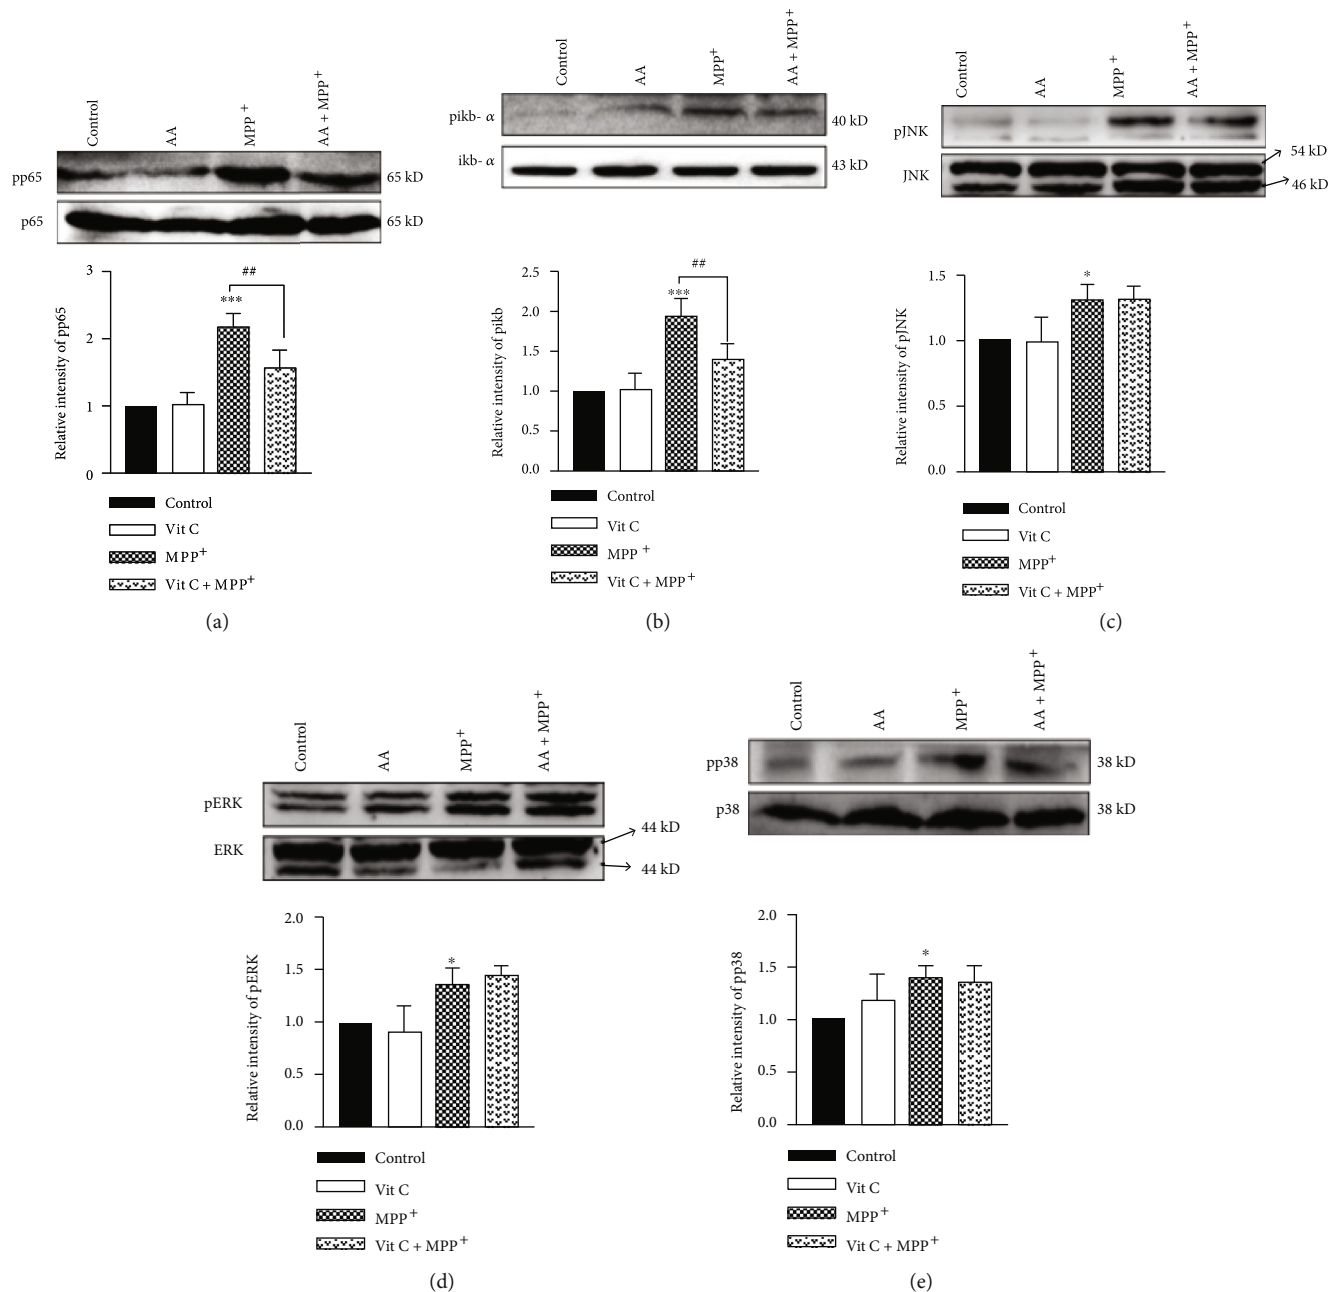 Control
AA
MPP+
AA + MPP+
pp65
65 kD
p65
65 kD
3
2
1
0
Relative intensity of pp65
***
##
Control
Vit C
MPP+
Vit C + MPP+
(a)
Control
AA
MPP+
AA + MPP+
pikb- α
40 kD
ikb- α
43 kD
2.5
2.0
1.5
1.0
0.5
0.0
Relative intensity of pikb
***
##
Control
Vit C
MPP +
Vit C + MPP+
(b)
Control
AA
MPP +
AA + MPP+
pJNK
54 kD
JNK
46 kD
1.5
1.0
0.5
0.0
Relative intensity of pJNK
*
Control
Vit C
MPP+
Vit C + MPP+
(c)
Control
AA
MPP+
AA + MPP+
pERK
44 kD
ERK
44 kD
2.0
1.5
1.0
0.5
0.0
Relative intensity of pERK
*
Control
Vit C
MPP+
Vit C + MPP+
(d)
Control
AA
MPP+
AA + MPP+
pp38
38 kD
p38
38 kD
2.0
1.5
1.0
0.5
0.0
Relative intensity of pp38
*
Control
Vit C
MPP+
Vit C + MPP+
(e)